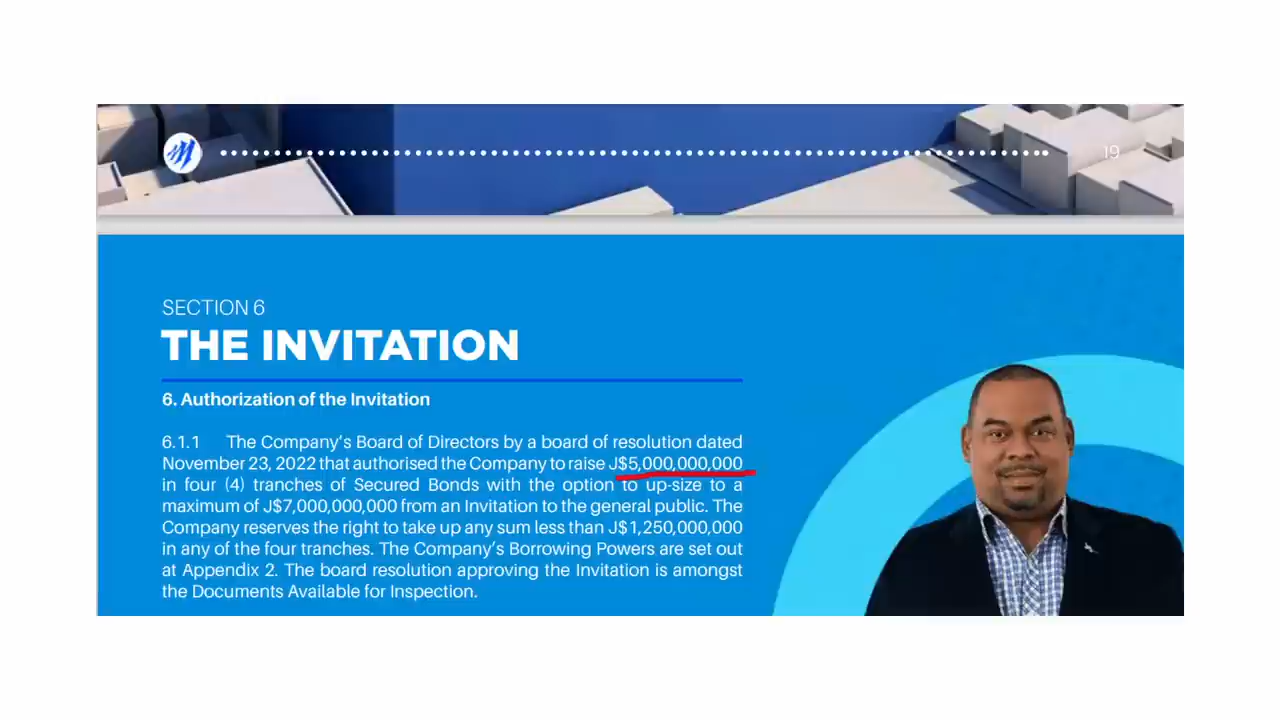 19
SECTION 6
THE INVITATION
6. Authorization of the Invitation
6.1.1 The Company's Board of Directors by a board of resolution dated
November 23, 2022 that authorised the Company to raise J$5,000,000,000
in four (4) tranches of Secured Bonds with the option to up-size to a
maximum of J$7,000,000,000 from an Invitation to the general public. The
Company reserves the right to take up any sum less than J$1,250,000,000
in any of the four tranches. The Company's Borrowing Powers are set out
at Appendix 2. The board resolution approving the Invitation is amongst
the Documents Available for Inspection.